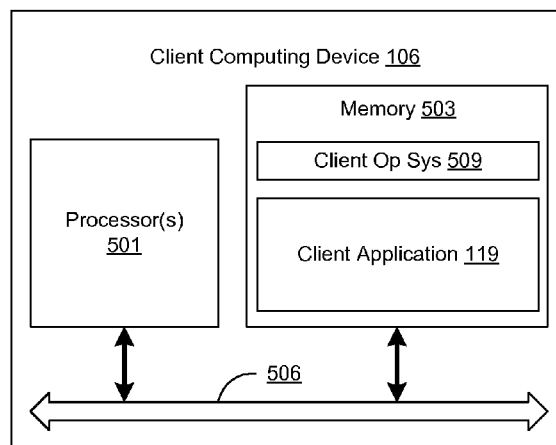 Client Computing Device 106
Memory 503
Client Op Sys 509
Processor(s)
501
Client Application 119
506